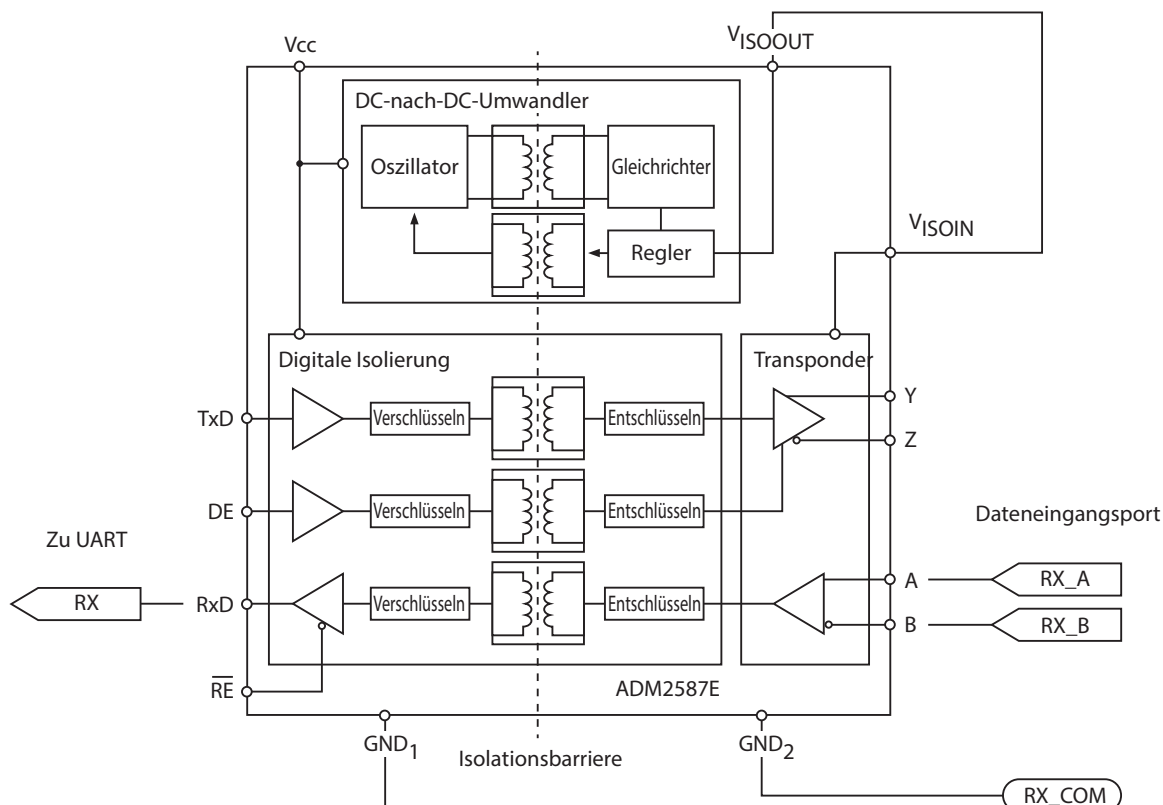 Vcc
VISOOUT
DC-nach-DC-Umwandler
Oszillator
Gleichrichter
VISOIN
Regler
Digitale Isolierung
Transponder
TxD
Verschlüsseln
Entschlüsseln
Y
Z
DE
Verschlüsseln
Entschlüsseln
Zu UART
Dateneingangsport
RX
RxD
Verschlüsseln
Entschlüsseln
A
RX_A
B
RX_B
RE
ADM2587E
GND1
Isolationsbarriere
GND2
RX_COM